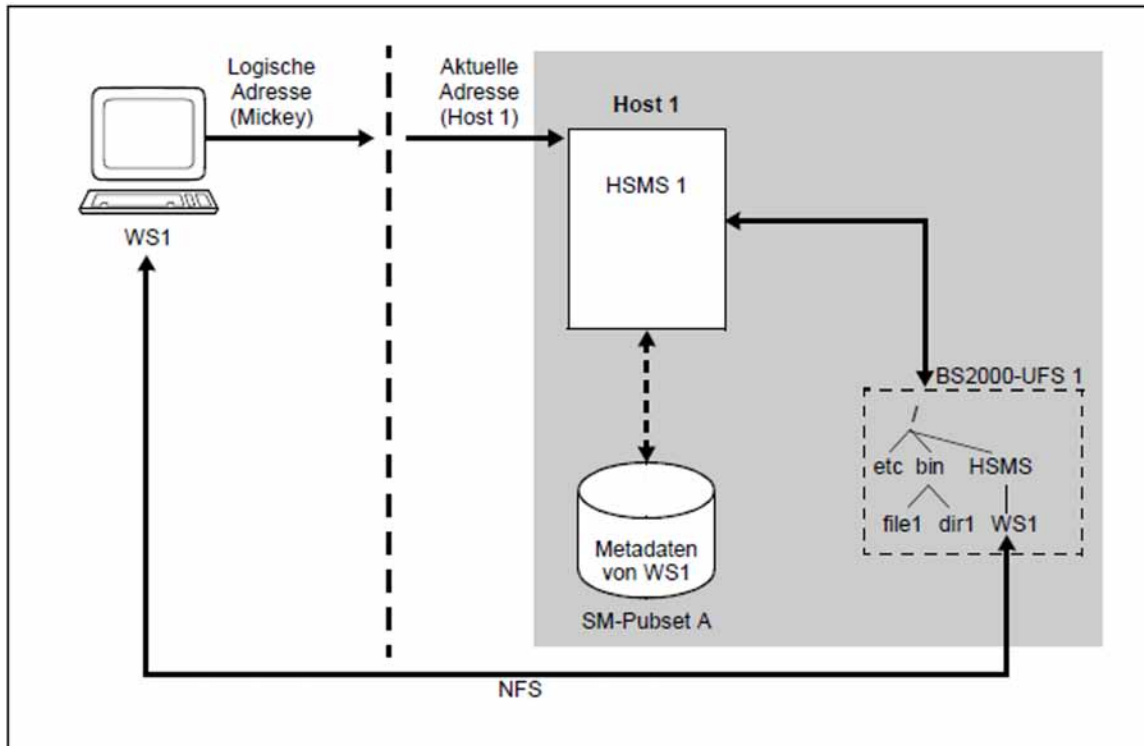 Logische
Adresse
(Mickey)
Aktuelle
Adresse
(Host 1)
Host 1
HSMS 1
WS1
BS2000-UFS 1
/
etc bin HSMS
file1 dir1 WS1
Metadaten
von WS1
SM-Pubset A
NFS